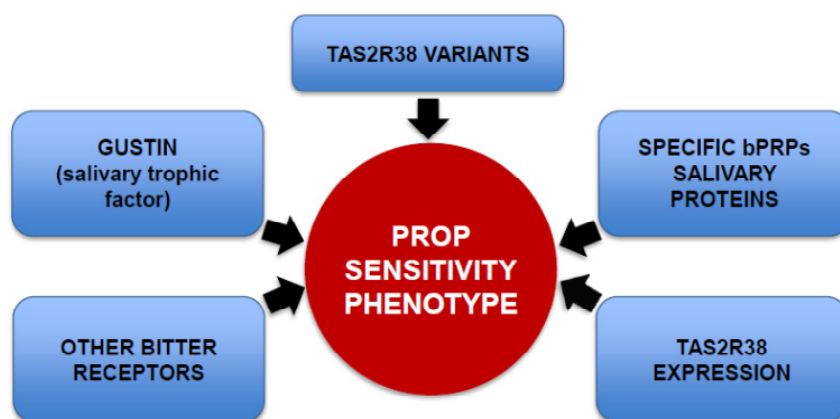 TAS2R38 VARIANTS
GUSTIN
(salivary trophic
factor)
SPECIFIC bPRPs
SALIVARY
PROTEINS
PROP
SENSITIVITY
PHENOTYPE
OTHER BITTER
RECEPTORS
TAS2R38
EXPRESSION